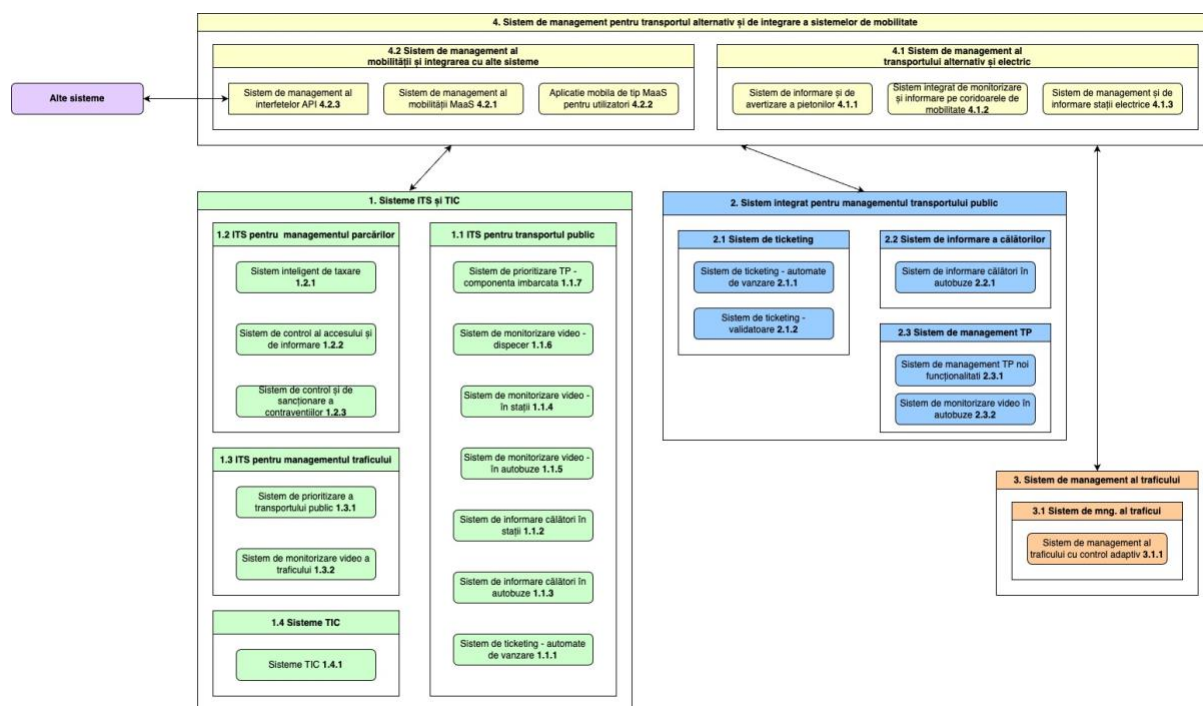 4. Sistem de management pentru transportul alternativ și de integrare a sistemelor de mobilitate
4.2 Sistem de management al
mobilității și integrarea cu alte sisteme
Alte sisteme
Sistem de management al
interfetelor API 4.2.3
Sistem de management al
mobilității MaaS 4.2.1
Aplicatie mobila de tip MaaS
pentru utilizatori 4.2.2
4.1 Sistem de management al
transportului alternativ și electric
Sistem de informare și de
avertizare a pietonilor 4.1.1
Sistem integrat de monitorizare
și informare pe coridoarele de
mobilitate 4.1.2
Sistem de management și de
informare stații electrice 4.1.3
1. Sisteme ITS și TIC
1.2 ITS pentru managementul parcărilor
Sistem inteligent de taxare
1.2.1
Sistem de control al accesului și
de informare 1.2.2
Sistem de control și de
sancționare a
contraventiilor 1.2.3
1.3 ITS pentru managementul traficului
Sistem de prioritizare a
transportului public 1.3.1
Sistem de monitorizare video a
traficului 1.3.2
1.4 Sisteme TIC
Sisteme TIC 1.4.1
1.1 ITS pentru transportul public
Sistem de prioritizare TP -
componenta imbarcata 1.1.7
Sistem de monitorizare video -
dispecer 1.1.6
Sistem de monitorizare video -
în stații 1.1.4
Sistem de monitorizare video -
în autobuze 1.1.5
Sistem de informare călători în
stații 1.1.2
Sistem de informare călători în
autobuze 1.1.3
Sistem de ticketing - automate
de vanzare 1.1.1
2. Sistem integrat pentru managementul transportului public
2.1 Sistem de ticketing
Sistem de ticketing - automate
de vanzare 2.1.1
Sistem de ticketing -
validatoare 2.1.2
2.2 Sistem de informare a călătorilor
Sistem de informare călători în
autobuze 2.2.1
2.3 Sistem de management TP
Sistem de management TP noi
funcționalitati 2.3.1
Sistem de monitorizare video în
autobuze 2.3.2
3. Sistem de management al traficului
3.1 Sistem de mng. al traficui
Sistem de management al
traficului cu control adaptiv 3.1.1